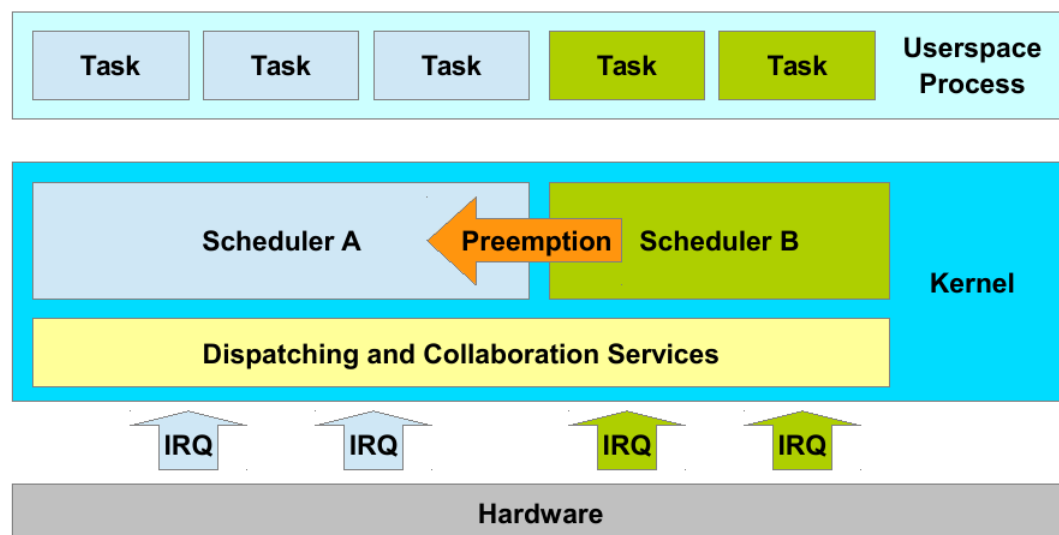 Task
Task
Task
Task
Task
Userspace
Process
Scheduler A
Preemption
Scheduler B
Kernel
Dispatching and Collaboration Services
IRQ
IRQ
IRQ
IRQ
Hardware